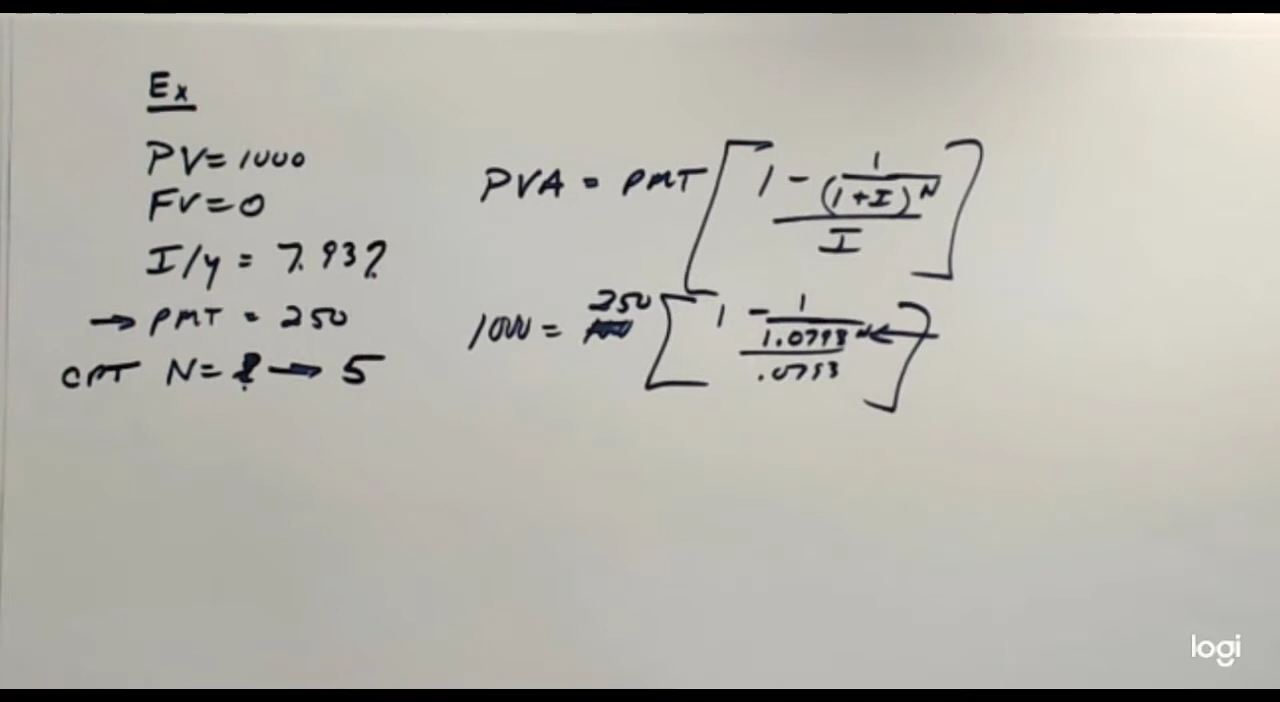 Ex
PV = 1000
FV = 0
I/y = 7.93%
→ PMT = 250
CPT N = ? → 5
PVA = PMT [ 1 - 1
(1 + I)^N
I ]
250
1000 = [ 1 - 1
1.0793^N ←
.0793 ]
logi